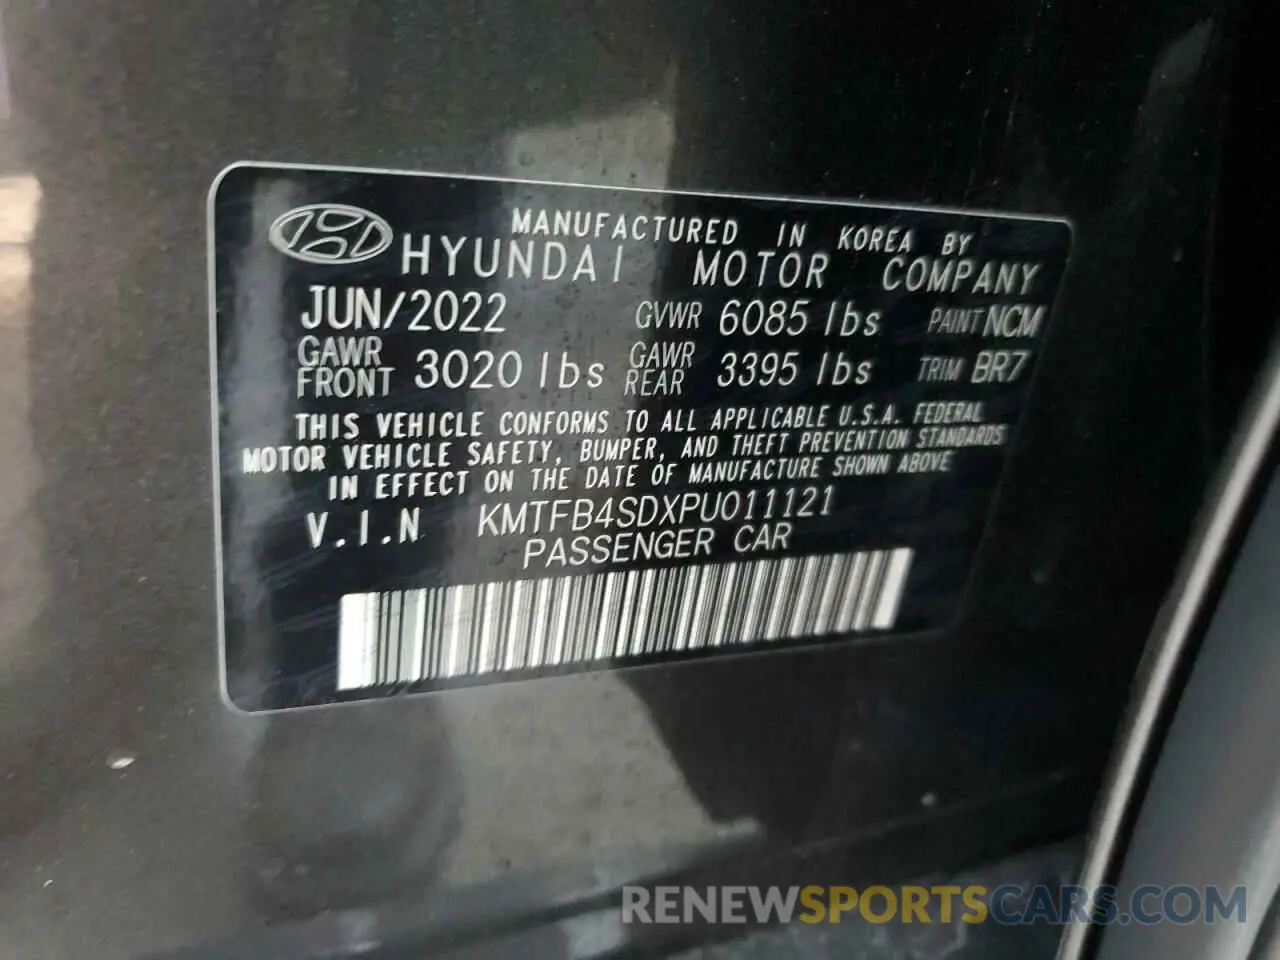 MANUFACTURED IN KOREA BY
HYUNDAI MOTOR COMPANY
JUN/2022 GVWR 6085 lbs PAINT NCM
GAWR FRONT 3020 lbs GAWR REAR 3395 lbs TRIM BR7
THIS VEHICLE CONFORMS TO ALL APPLICABLE U.S.A. FEDERAL
MOTOR VEHICLE SAFETY, BUMPER, AND THEFT PREVENTION STANDARDS
IN EFFECT ON THE DATE OF MANUFACTURE SHOWN ABOVE
V.I.N KMTFB4SDXPU011121
PASSENGER CAR
RENEWSPORTSCARS.COM